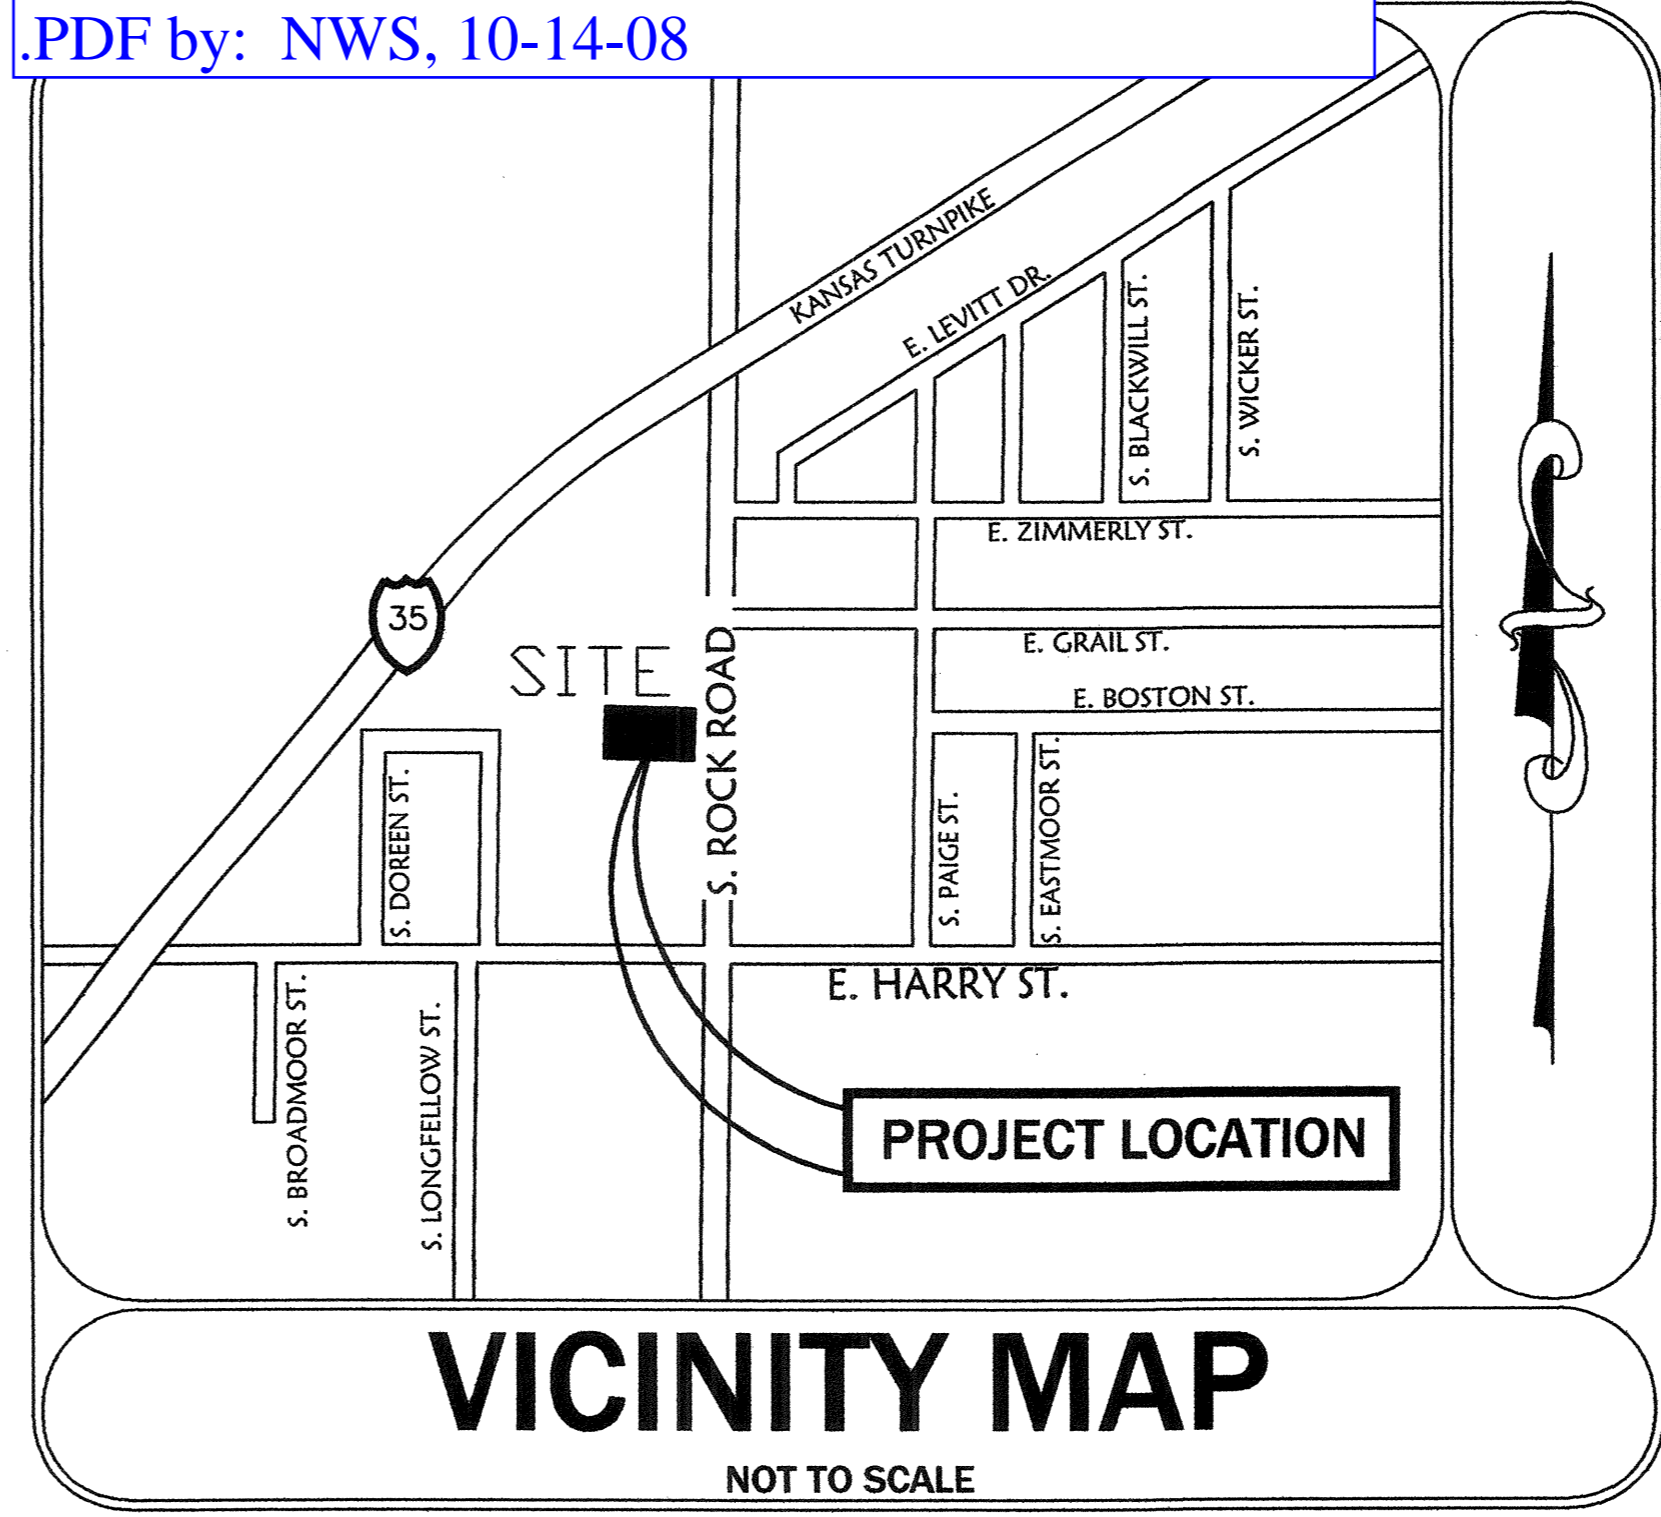 .PDF by: NWS, 10-14-08
KANSAS TURNPIKE
E. LEVITT DR.
S. BLACKWILL ST.
S. WICKER ST.
E. ZIMMERLY ST.
35
SITE
S. ROCK ROAD
E. GRAIL ST.
E. BOSTON ST.
S. DOREEN ST.
S. PAIGE ST.
S. EASTMOOR ST.
E. HARRY ST.
S. BROADMOOR ST.
S. LONGFELLOW ST.
PROJECT LOCATION
VICINITY MAP
NOT TO SCALE